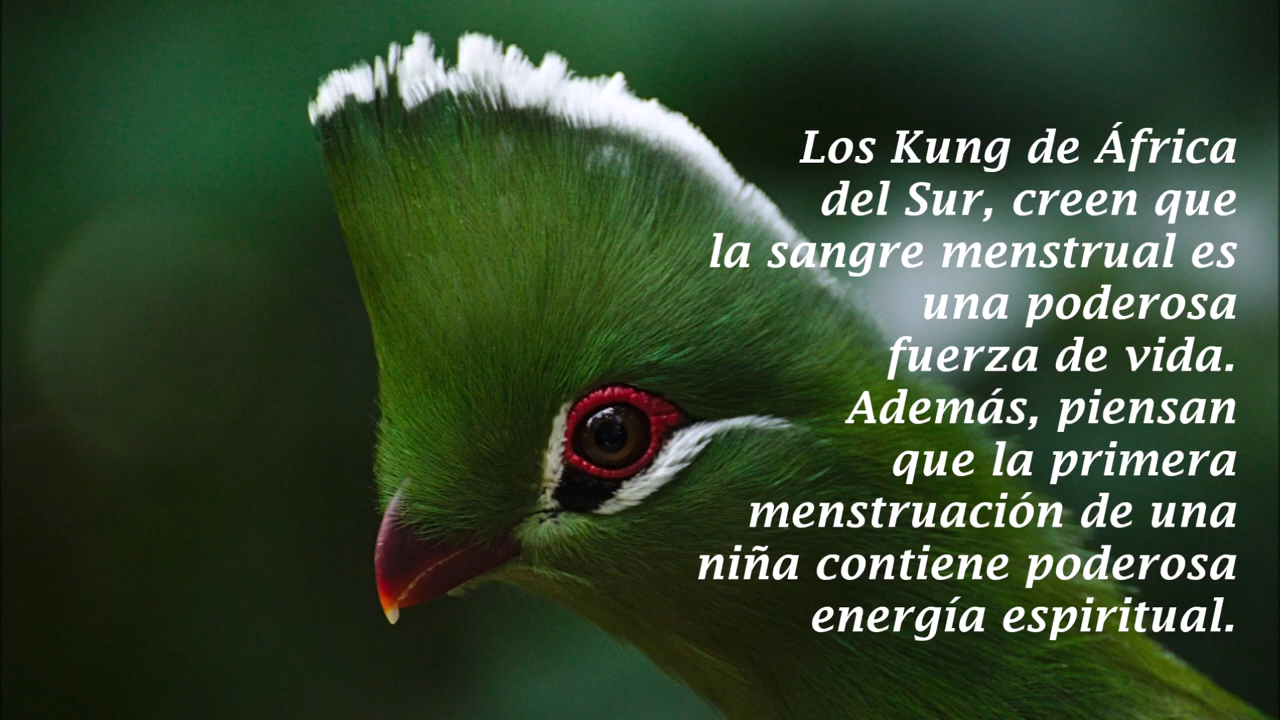 Los Kung de África
del Sur, creen que
la sangre menstrual es
una poderosa
fuerza de vida.
Además, piensan
que la primera
menstruación de una
niña contiene poderosa
energía espiritual.